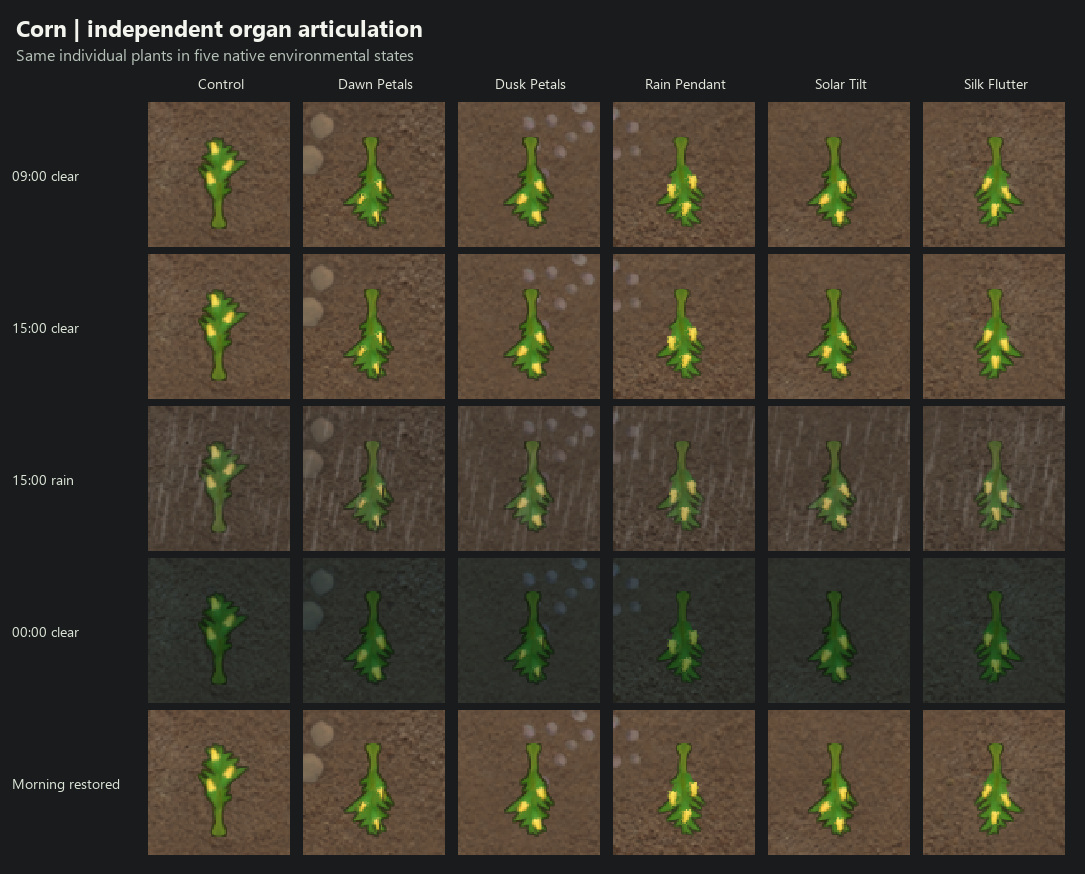 Corn | independent organ articulation
Same individual plants in five native environmental states
Control Dawn Petals Dusk Petals Rain Pendant Solar Tilt Silk Flutter
09:00 clear
15:00 clear
15:00 rain
00:00 clear
Morning restored